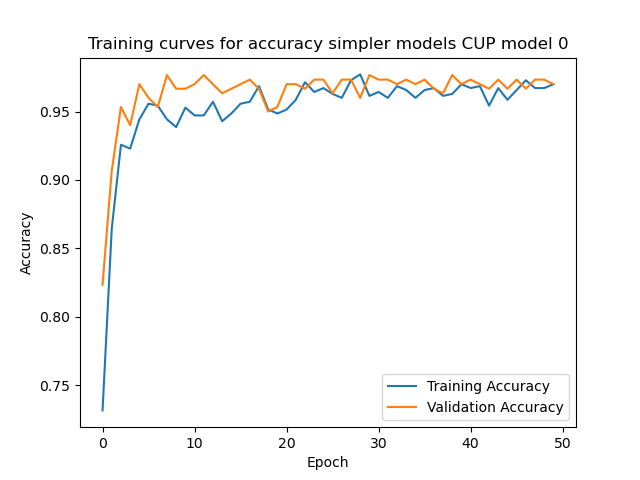 Training curves for accuracy simpler models CUP model 0
Accuracy
0.95
0.90
0.85
0.80
0.75
0
10
20
30
40
50
Epoch
Training Accuracy
Validation Accuracy